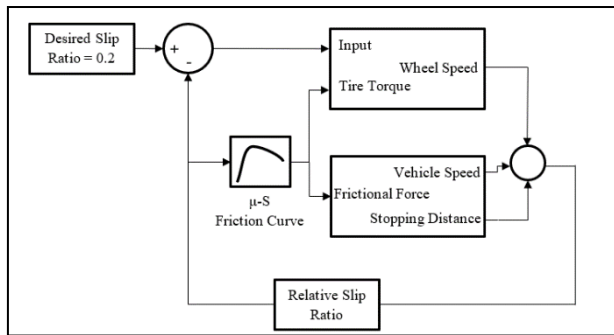 Desired Slip
Ratio = 0.2
+
-
Input
Wheel Speed
Tire Torque
μ-S
Friction Curve
Vehicle Speed
Frictional Force
Stopping Distance
Relative Slip
Ratio